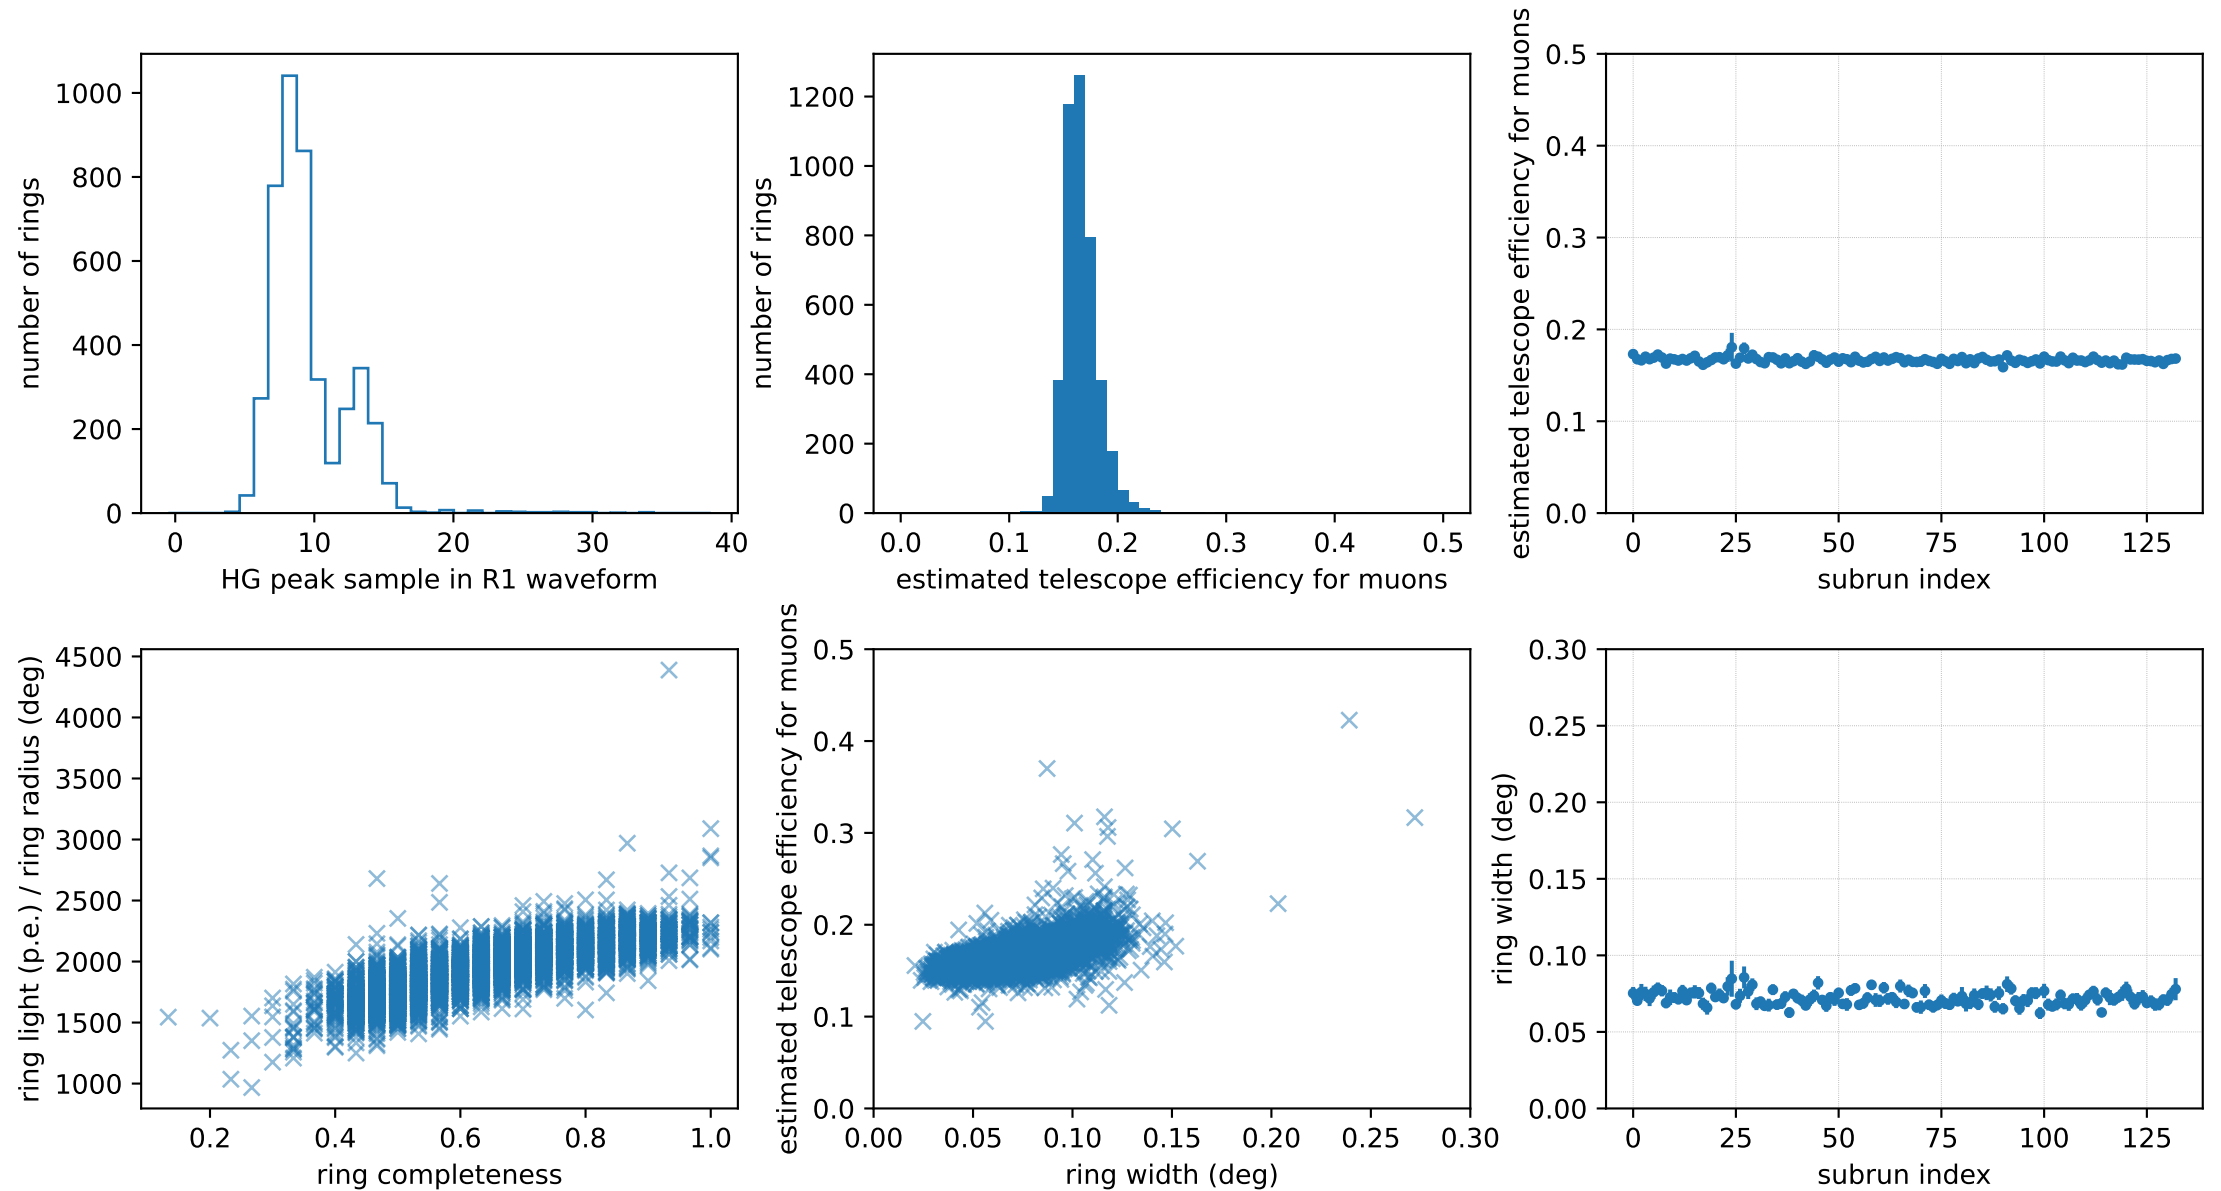 number of rings
1000
800
600
400
200
0
0 10 20 30 40
HG peak sample in R1 waveform
number of rings
1200
1000
800
600
400
200
0
0.0 0.1 0.2 0.3 0.4 0.5
estimated telescope efficiency for muons
estimated telescope efficiency for muons
0.5
0.4
0.3
0.2
0.1
0.0
0 25 50 75 100 125
subrun index
ring light (p.e.) / ring radius (deg)
4500
4000
3500
3000
2500
2000
1500
1000
0.2 0.4 0.6 0.8 1.0
ring completeness
estimated telescope efficiency for muons
0.5
0.4
0.3
0.2
0.1
0.0
0.00 0.05 0.10 0.15 0.20 0.25 0.30
ring width (deg)
ring width (deg)
0.30
0.25
0.20
0.15
0.10
0.05
0.00
0 25 50 75 100 125
subrun index